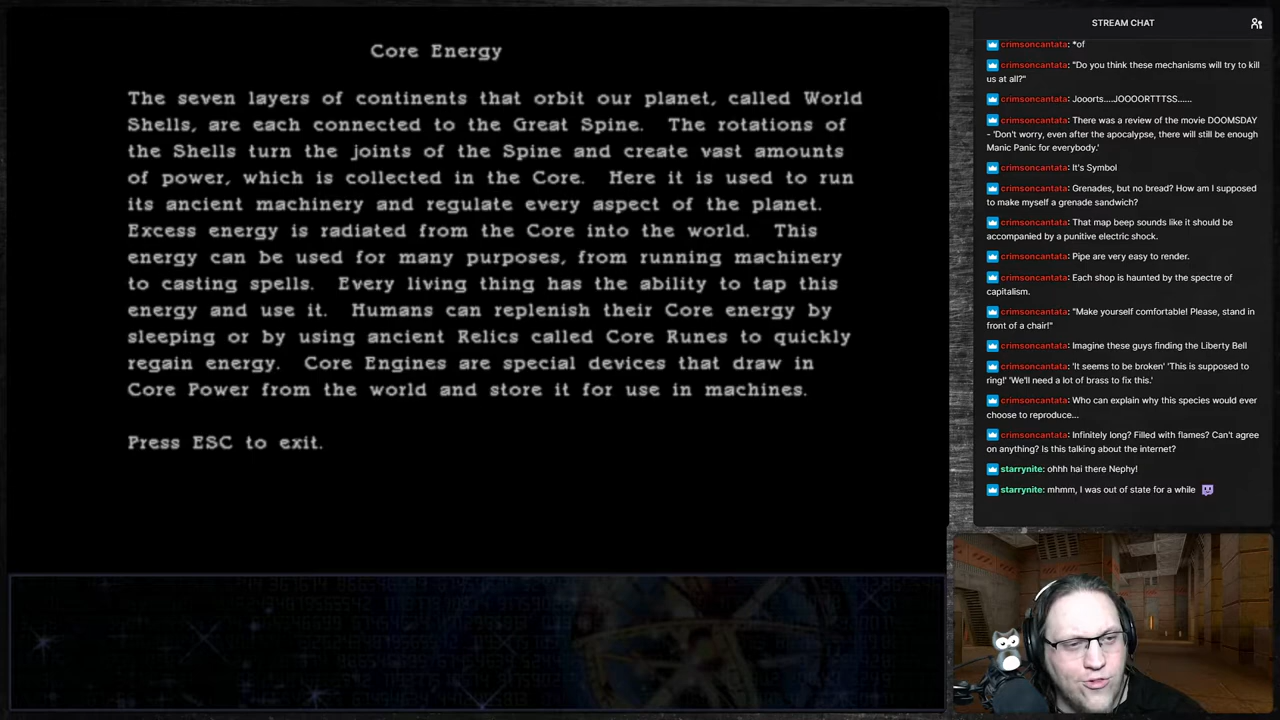 Core Energy
The seven layers of continents that orbit our planet, called World
Shells, are each connected to the Great Spine. The rotations of
the Shells turn the joints of the Spine and create vast amounts
of power, which is collected in the Core. Here it is used to run
its ancient machinery and regulate every aspect of the planet.
Excess energy is radiated from the Core into the world. This
energy can be used for many purposes, from running machinery
to casting spells. Every living thing has the ability to tap this
energy and use it. Humans can replenish their Core energy by
sleeping or by using ancient Relics called Core Runes to quickly
regain energy. Core Engines are special devices that draw in
Core Power from the world and store it for use in machines.
Press ESC to exit.
STREAM CHAT
crimsoncantata: *of
crimsoncantata: "Do you think these mechanisms will try to kill
us at all?"
crimsoncantata: Jooorts....JOOOORTTTSS......
crimsoncantata: There was a review of the movie DOOMSDAY
- 'Don't worry, even after the apocalypse, there will still be enough
Manic Panic for everybody.'
crimsoncantata: It's Symbol
crimsoncantata: Grenades, but no bread? How am I supposed
to make myself a grenade sandwich?
crimsoncantata: That map beep sounds like it should be
accompanied by a punitive electric shock.
crimsoncantata: Pipe are very easy to render.
crimsoncantata: Each shop is haunted by the spectre of
capitalism.
crimsoncantata: "Make yourself comfortable! Please, stand in
front of a chair!"
crimsoncantata: Imagine these guys finding the Liberty Bell
crimsoncantata: 'It seems to be broken' 'This is supposed to
ring!' 'We'll need a lot of brass to fix this.'
crimsoncantata: Who can explain why this species would ever
choose to reproduce...
crimsoncantata: Infinitely long? Filled with flames? Can't agree
on anything? Is this talking about the internet?
starrynite: ohhh hai there Nephy!
starrynite: mhmm, I was out of state for a while